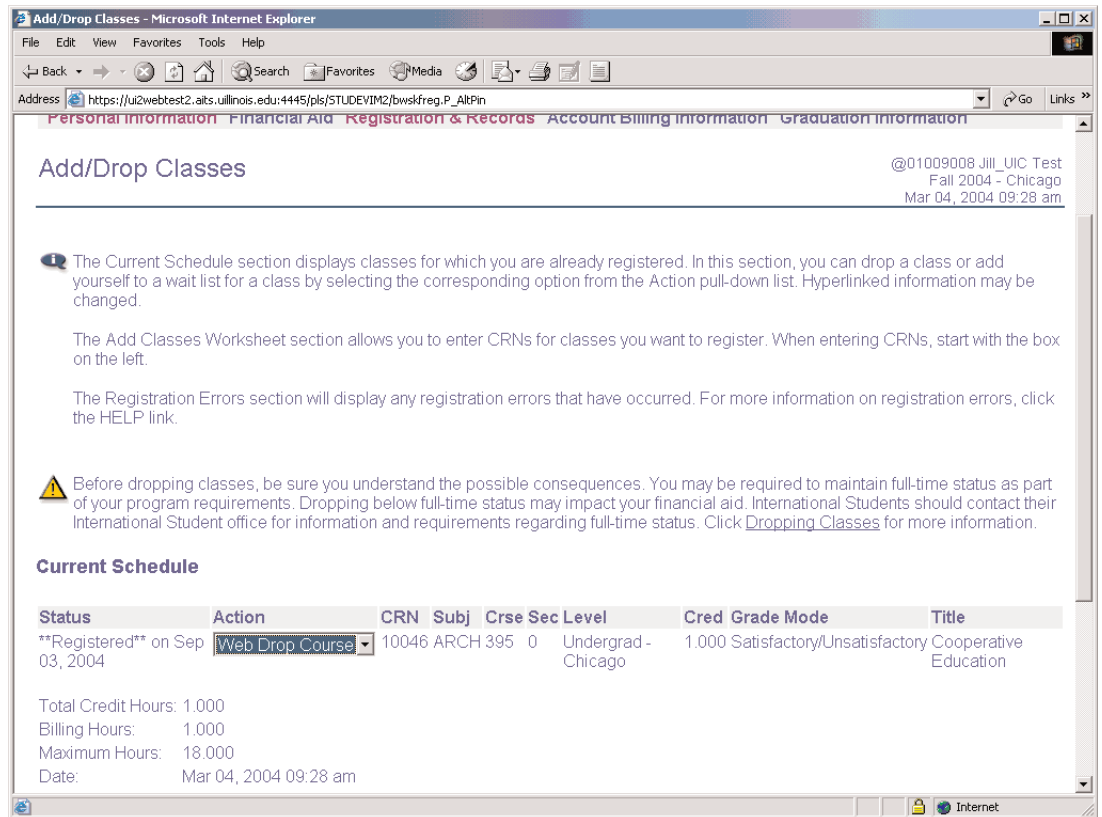 Add/Drop Classes - Microsoft Internet Explorer
File Edit View Favorites Tools Help
Back Search Favorites Media
Address https://ui2webtest2.aits.uillinois.edu:4445/pls/STUDEVIM2/bwskfreg.P_AltPin Go Links »
Personal Information Financial Aid Registration & Records Account Billing Information Graduation Information
Add/Drop Classes
@01009008 Jill_UIC Test
Fall 2004 - Chicago
Mar 04, 2004 09:28 am
The Current Schedule section displays classes for which you are already registered. In this section, you can drop a class or add
yourself to a wait list for a class by selecting the corresponding option from the Action pull-down list. Hyperlinked information may be
changed.
The Add Classes Worksheet section allows you to enter CRNs for classes you want to register. When entering CRNs, start with the box
on the left.
The Registration Errors section will display any registration errors that have occurred. For more information on registration errors, click
the HELP link.
Before dropping classes, be sure you understand the possible consequences. You may be required to maintain full-time status as part
of your program requirements. Dropping below full-time status may impact your financial aid. International Students should contact their
International Student office for information and requirements regarding full-time status. Click Dropping Classes for more information.
Current Schedule
Status Action CRN Subj Crse Sec Level Cred Grade Mode Title
**Registered** on Sep Web Drop Course 10046 ARCH 395 0 Undergrad - 1.000 Satisfactory/Unsatisfactory Cooperative
03, 2004 Chicago Education
Total Credit Hours: 1.000
Billing Hours: 1.000
Maximum Hours: 18.000
Date: Mar 04, 2004 09:28 am
Internet